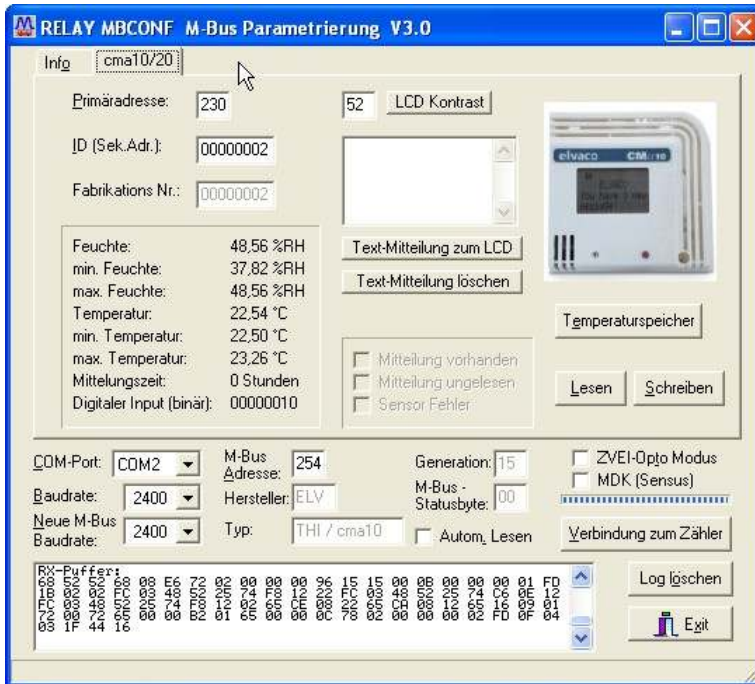 RELAY MBCONF M-Bus Parametrierung V3.0
Info cma10/20
Primäradresse: 230 52 LCD Kontrast
ID (Sek.Adr.): 00000002
Fabrikations Nr.: 00000002
elvaco
Feuchte: 48,56 %RH
min. Feuchte: 37,82 %RH
max. Feuchte: 48,56 %RH
Temperatur: 22,54 °C
min. Temperatur: 22,50 °C
max. Temperatur: 23,26 °C
Mittelungszeit: 0 Stunden
Digitaler Input (binär): 00000010
Text-Mitteilung zum LCD
Text-Mitteilung löschen
Temperaturspeicher
Mitteilung vorhanden
Mitteilung ungelesen
Sensor Fehler
Lesen Schreiben
COM-Port: COM2
Baudrate: 2400
Neue M-Bus Baudrate: 2400
M-Bus Adresse: 254
Hersteller: ELV
Typ: THI / cma10
Generation: 15
M-Bus - Statusbyte: 00
Autom. Lesen
ZVEI-Opto Modus
MDK (Sensus)
Verbindung zum Zähler
RX-Puffer:
68 52 52 68 08 E6 72 02 00 00 00 96 15 15 00 0B 00 00 00 01 FD
1B 02 02 FC 03 48 52 25 74 F8 12 22 FC 03 48 52 25 74 C6 0E 12
FC 03 48 52 25 74 F8 12 02 65 CE 08 22 65 CA 08 12 65 16 09 01
72 00 72 65 00 00 B2 01 65 00 00 0C 78 02 00 00 00 02 FD 0F 04
03 1F 44 16
Log löschen
Exit